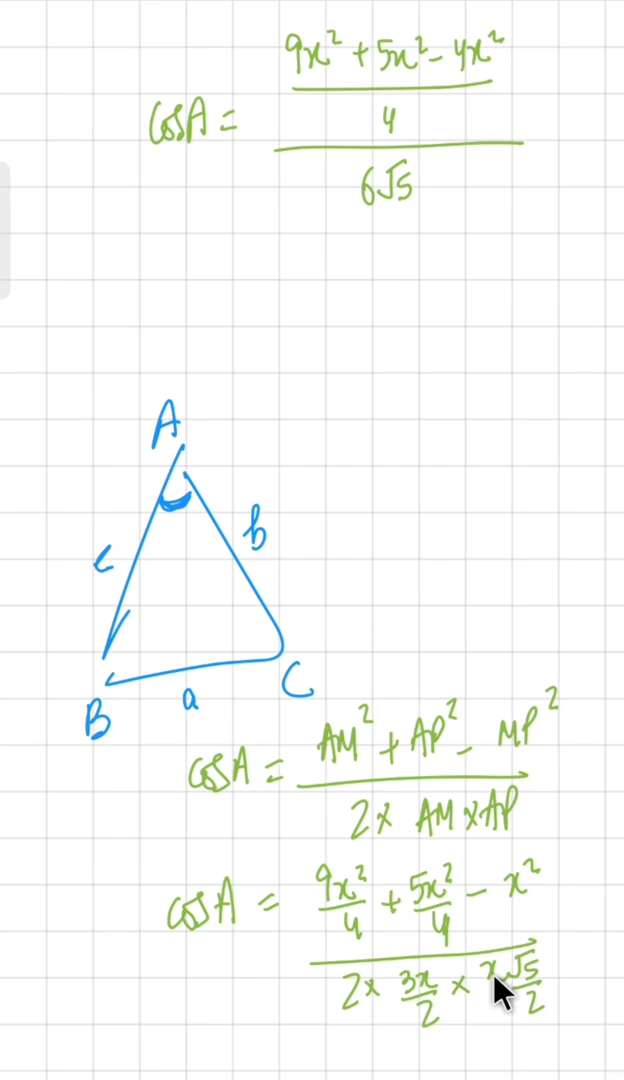 cosA = ((9x² + 5x² - 4x²)/4)/(6√5)
A
c
b
B
a
C
cosA = (AM² + AP² - MP²)/(2 × AM × AP)
cosA = (9x²/4 + 5x²/4 - x²)/(2 × 3x/2 × x√5/2)